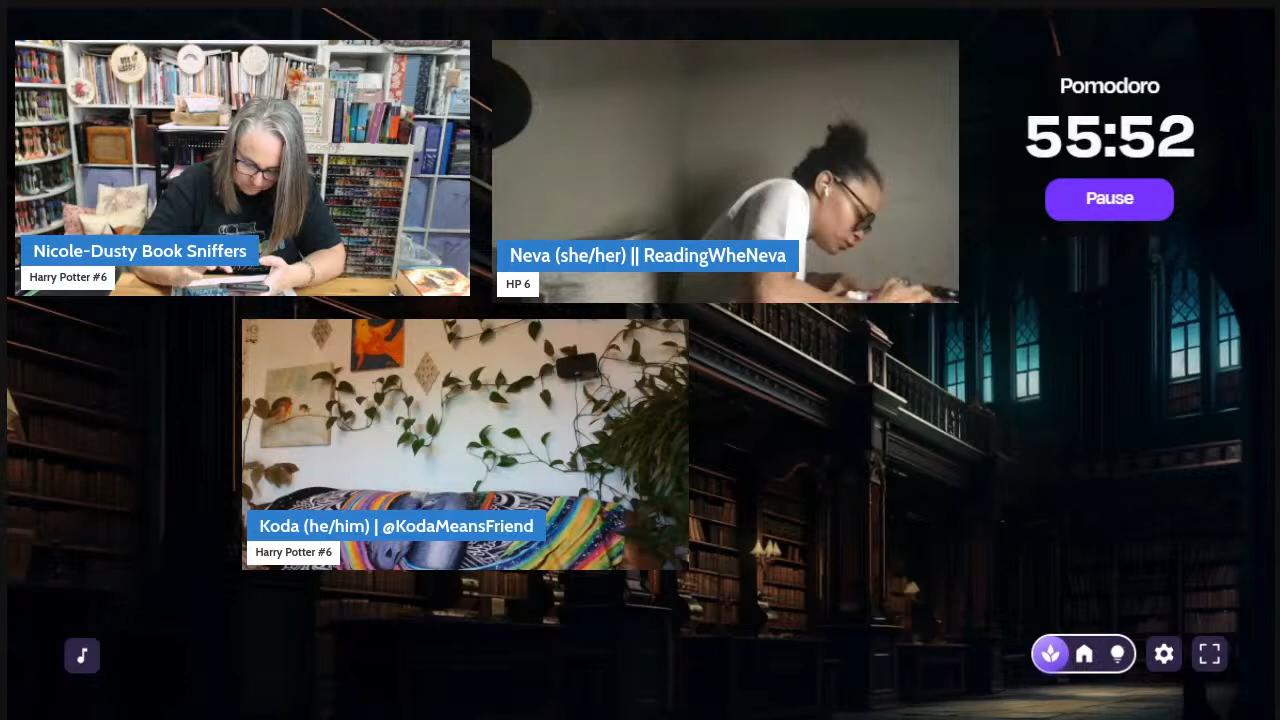 Pomodoro
55:52
Pause
Nicole-Dusty Book Sniffers
Harry Potter #6
Neva (she/her) || ReadingWheNeva
HP 6
Koda (he/him) | @KodaMeansFriend
Harry Potter #6